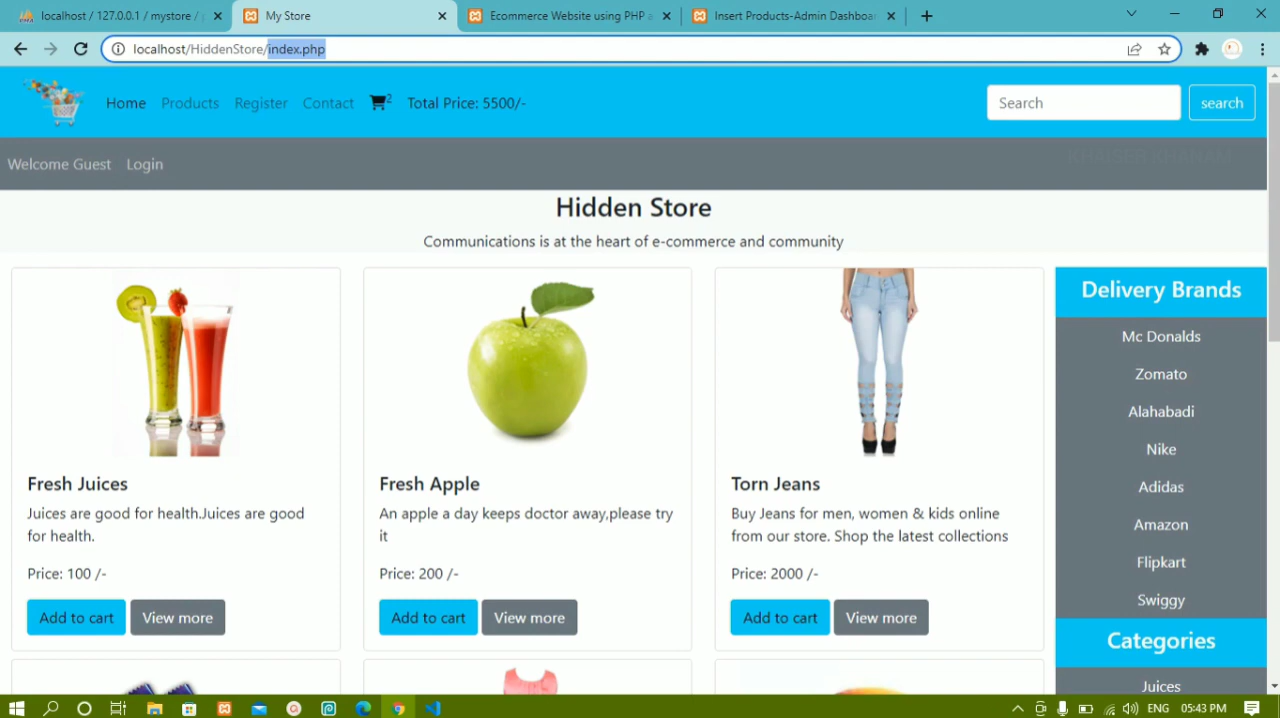 localhost / 127.0.0.1 / mystore /
My Store
Ecommerce Website using PHP
Insert Products-Admin Dashboar
localhost/HiddenStore/index.php
Home
Products
Register
Contact
2
Total Price: 5500/-
Search
search
Welcome Guest
Login
Hidden Store
Communications is at the heart of e-commerce and community
Fresh Juices
Juices are good for health.Juices are good
for health.
Price: 100 /-
Add to cart
View more
Fresh Apple
An apple a day keeps doctor away,please try
it
Price: 200 /-
Add to cart
View more
Torn Jeans
Buy Jeans for men, women & kids online
from our store. Shop the latest collections
Price: 2000 /-
Add to cart
View more
Delivery Brands
Mc Donalds
Zomato
Alahabadi
Nike
Adidas
Amazon
Flipkart
Swiggy
Categories
Juices
ENG
05:43 PM